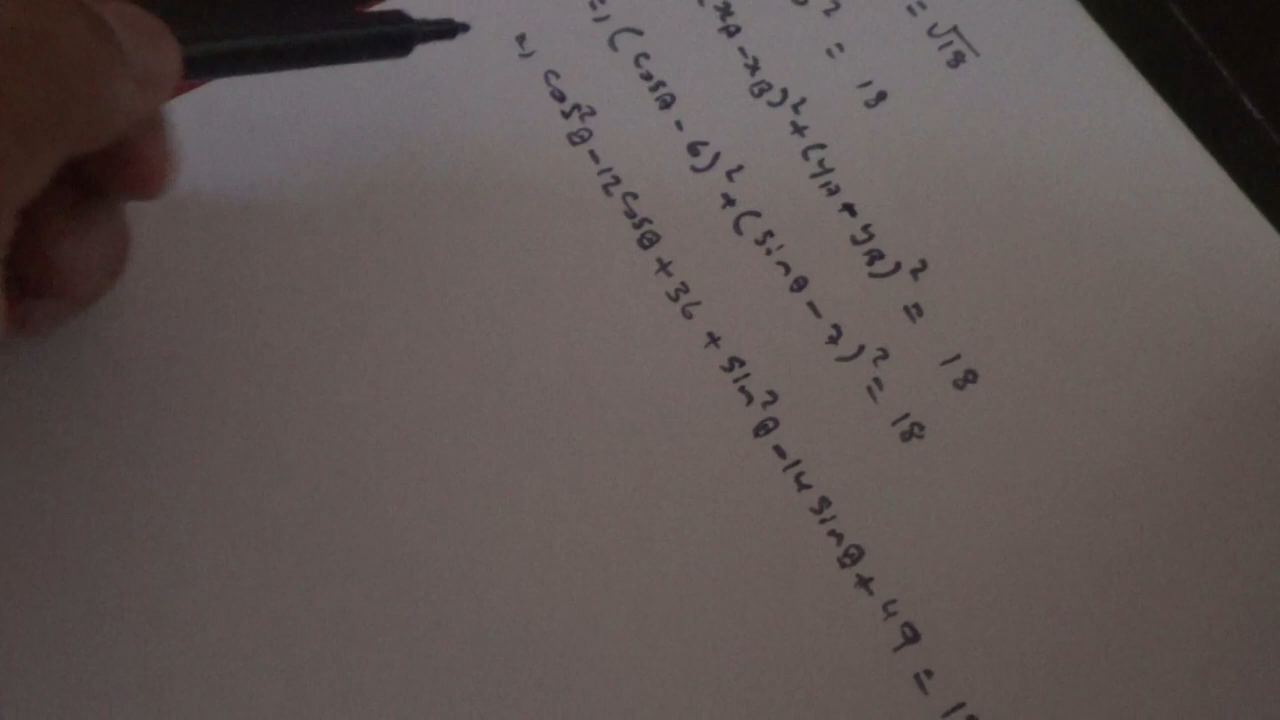 = √18
)² = 18
(xA - xB)² + (yA + yB)² = 18
=) (cosθ - 6)² + (sinθ - 7)² = 18
=) cos²θ - 12cosθ + 36 + sin²θ - 14sinθ + 49 = 18